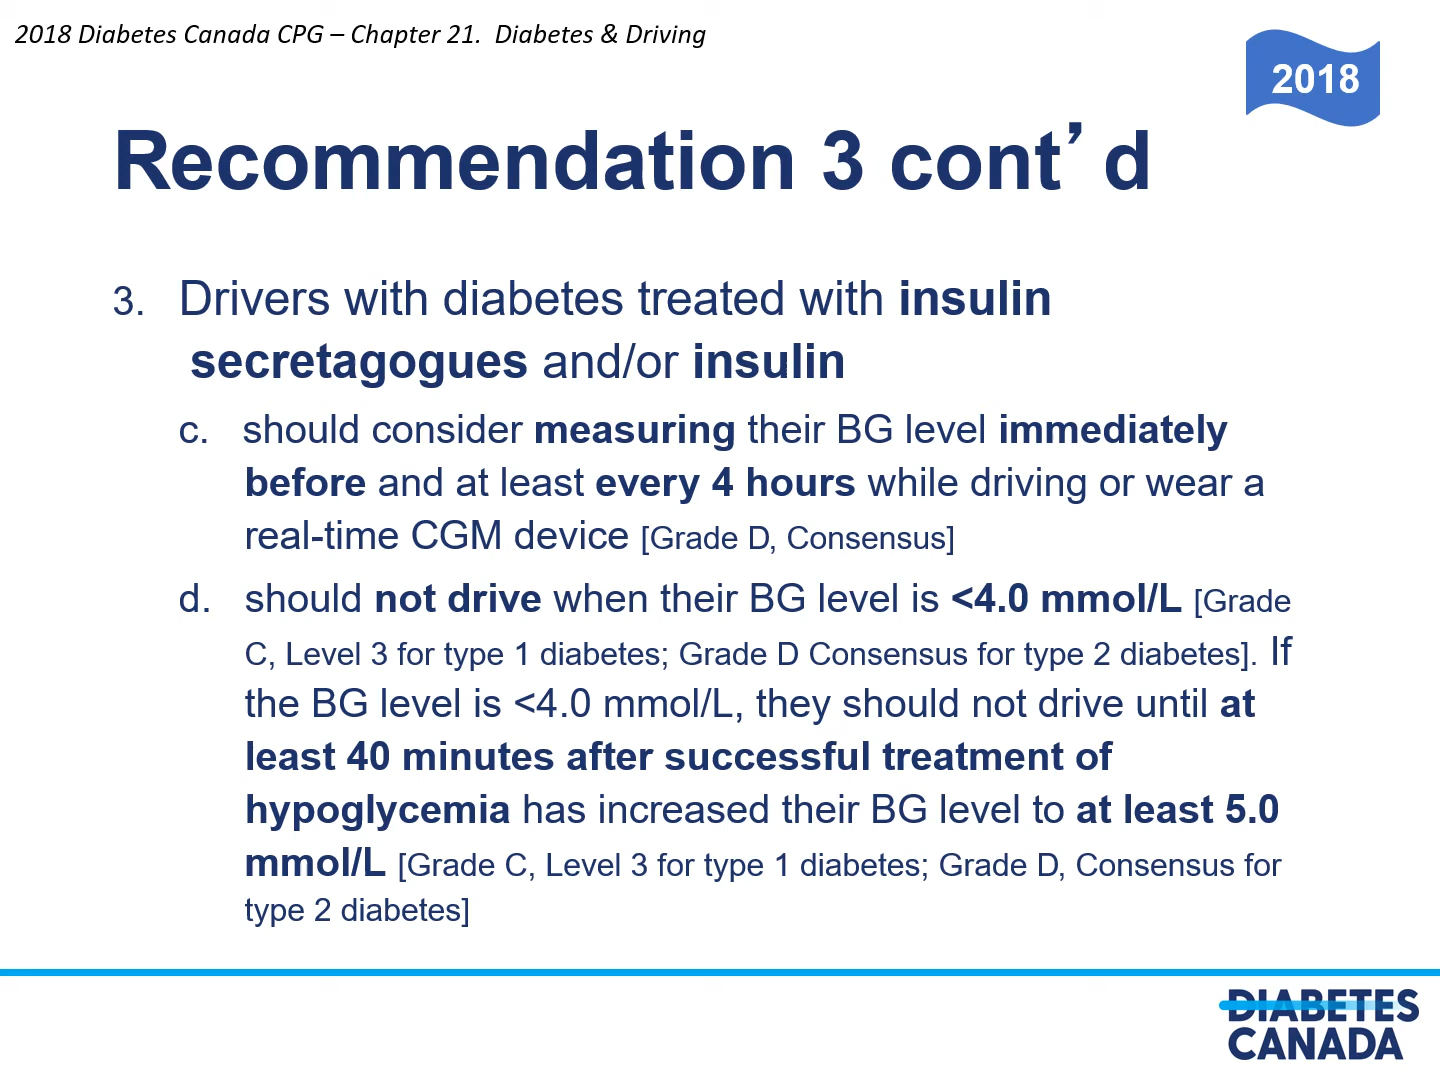 2018 Diabetes Canada CPG – Chapter 21.  Diabetes & Driving
2018
Recommendation 3 cont’d
3. Drivers with diabetes treated with insulin
secretagogues and/or insulin
c. should consider measuring their BG level immediately
before and at least every 4 hours while driving or wear a
real-time CGM device [Grade D, Consensus]
d. should not drive when their BG level is <4.0 mmol/L [Grade
C, Level 3 for type 1 diabetes; Grade D Consensus for type 2 diabetes]. If
the BG level is <4.0 mmol/L, they should not drive until at
least 40 minutes after successful treatment of
hypoglycemia has increased their BG level to at least 5.0
mmol/L [Grade C, Level 3 for type 1 diabetes; Grade D, Consensus for
type 2 diabetes]
DIABETES
CANADA